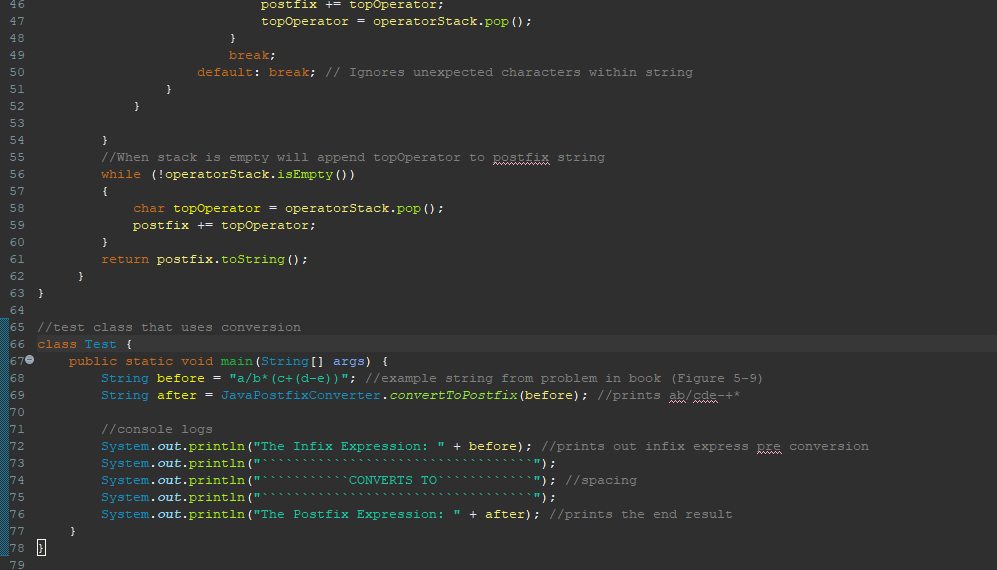 46 postfix += topOperator;
47 topOperator = operatorStack.pop();
48 }
49 break;
50 default: break; // Ignores unexpected characters within string
51 }
52 }
53
54 }
55 //When stack is empty will append topOperator to postfix string
56 while (!operatorStack.isEmpty())
57 {
58 char topOperator = operatorStack.pop();
59 postfix += topOperator;
60 }
61 return postfix.toString();
62 }
63 }
64
65 //test class that uses conversion
66 class Test {
67 public static void main(String[] args) {
68 String before = "a/b*(c+(d-e))"; //example string from problem in book (Figure 5-9)
69 String after = JavaPostfixConverter.convertToPostfix(before); //prints ab/cde-+*
70
71 //console logs
72 System.out.println("The Infix Expression: " + before); //prints out infix express pre conversion
73 System.out.println("``````````````````````````````````");
74 System.out.println("```````````CONVERTS TO````````````"); //spacing
75 System.out.println("``````````````````````````````````");
76 System.out.println("The Postfix Expression: " + after); //prints the end result
77 }
78 }
79